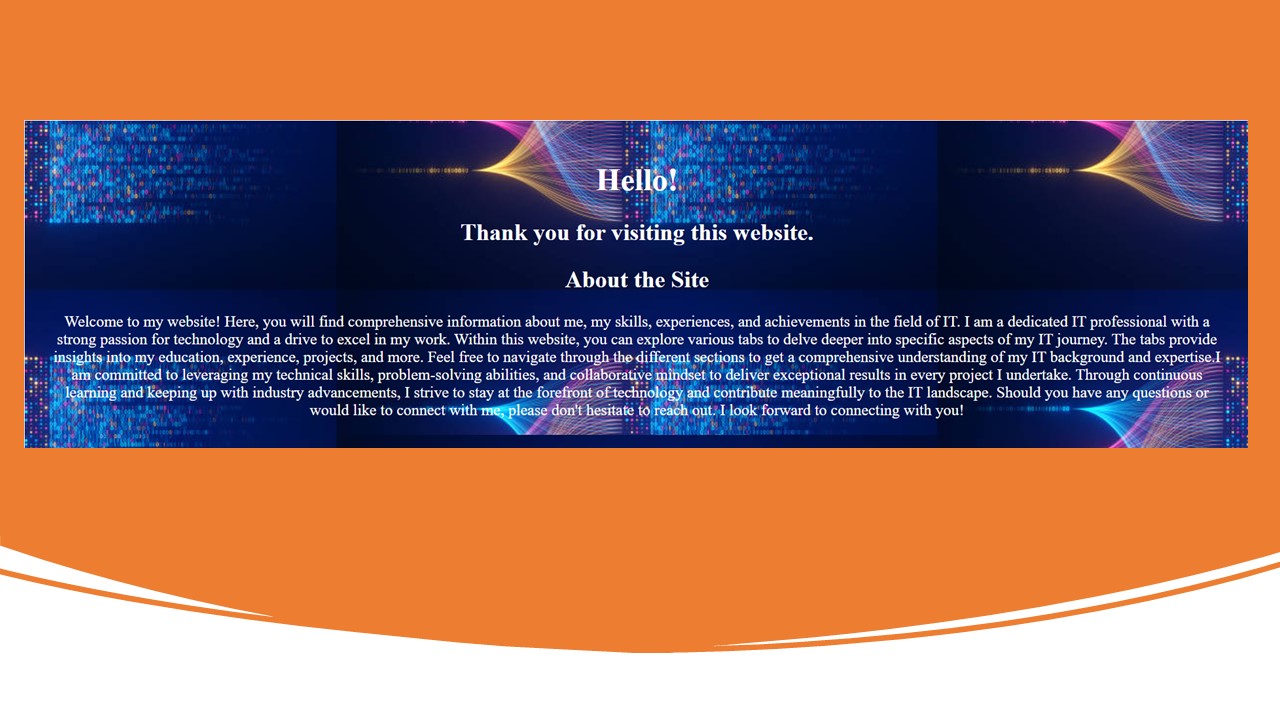 Hello!
Thank you for visiting this website.
About the Site
Welcome to my website! Here, you will find comprehensive information about me, my skills, experiences, and achievements in the field of IT. I am a dedicated IT professional with a
strong passion for technology and a drive to excel in my work. Within this website, you can explore various tabs to delve deeper into specific aspects of my IT journey. The tabs provide
insights into my education, experience, projects, and more. Feel free to navigate through the different sections to get a comprehensive understanding of my IT background and expertise.I
am committed to leveraging my technical skills, problem-solving abilities, and collaborative mindset to deliver exceptional results in every project I undertake. Through continuous
learning and keeping up with industry advancements, I strive to stay at the forefront of technology and contribute meaningfully to the IT landscape. Should you have any questions or
would like to connect with me, please don't hesitate to reach out. I look forward to connecting with you!